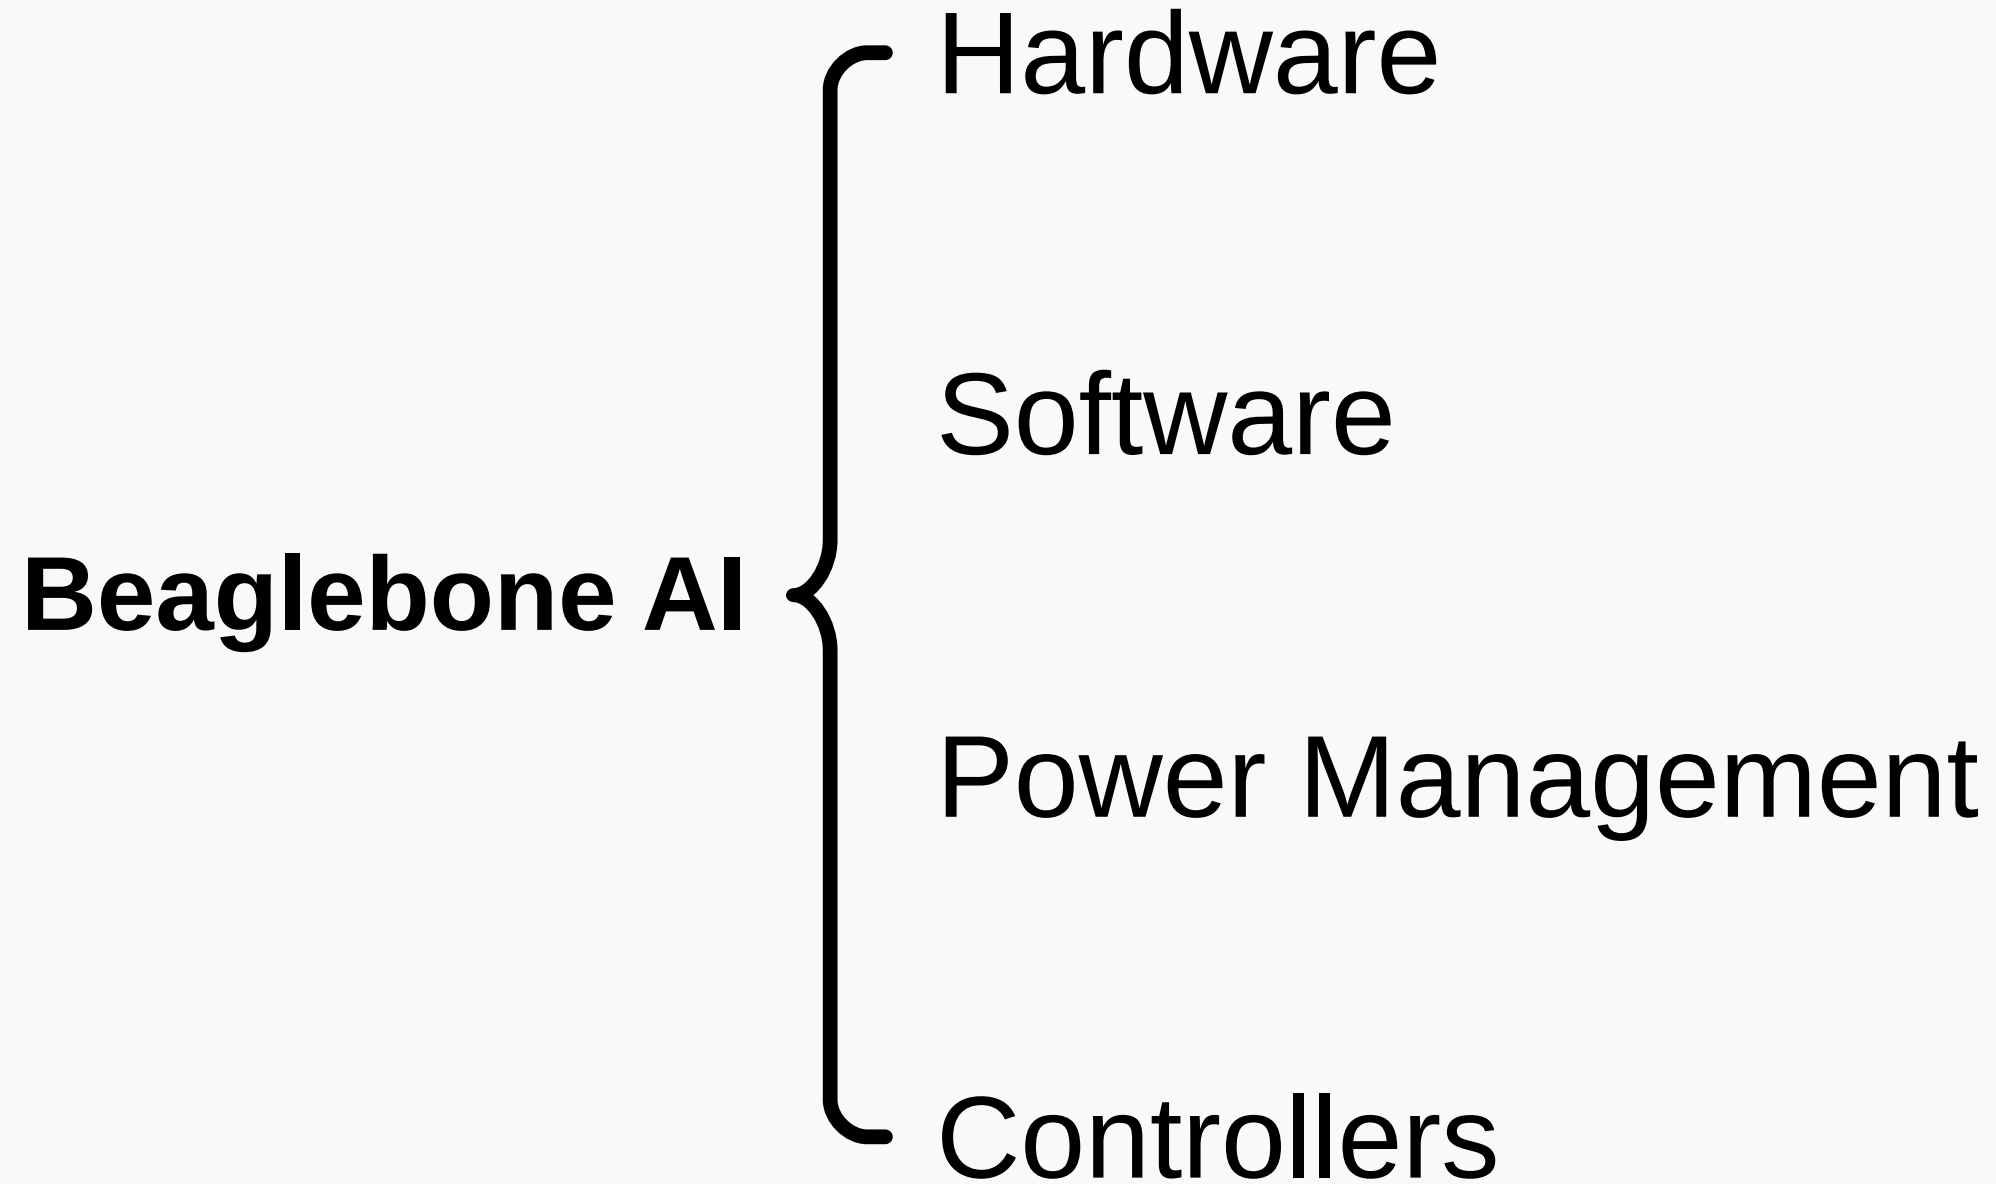 Hardware
Software
Beaglebone AI
Power Management
Controllers